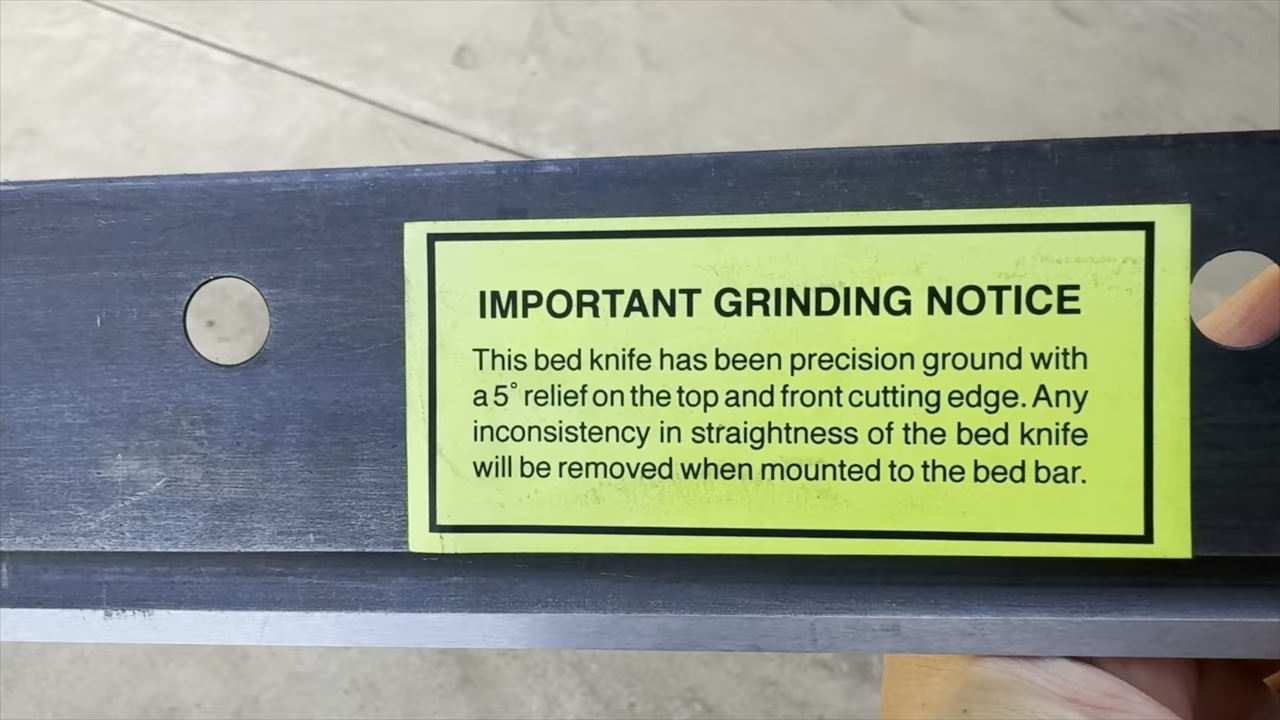 IMPORTANT GRINDING NOTICE
This bed knife has been precision ground with
a 5° relief on the top and front cutting edge. Any
inconsistency in straightness of the bed knife
will be removed when mounted to the bed bar.